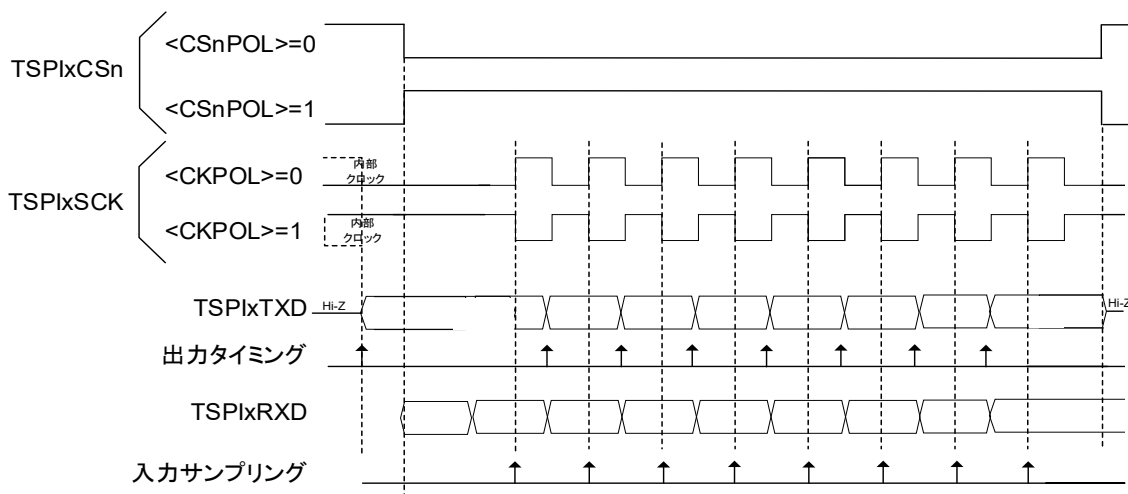 TSPIxCSn
<CSnPOL>=0
<CSnPOL>=1
TSPIxSCK
<CKPOL>=0
内部
クロック
<CKPOL>=1
内部
クロック
TSPIxTXD
Hi-Z
Hi-Z
出力タイミング
TSPIxRXD
入力サンプリング